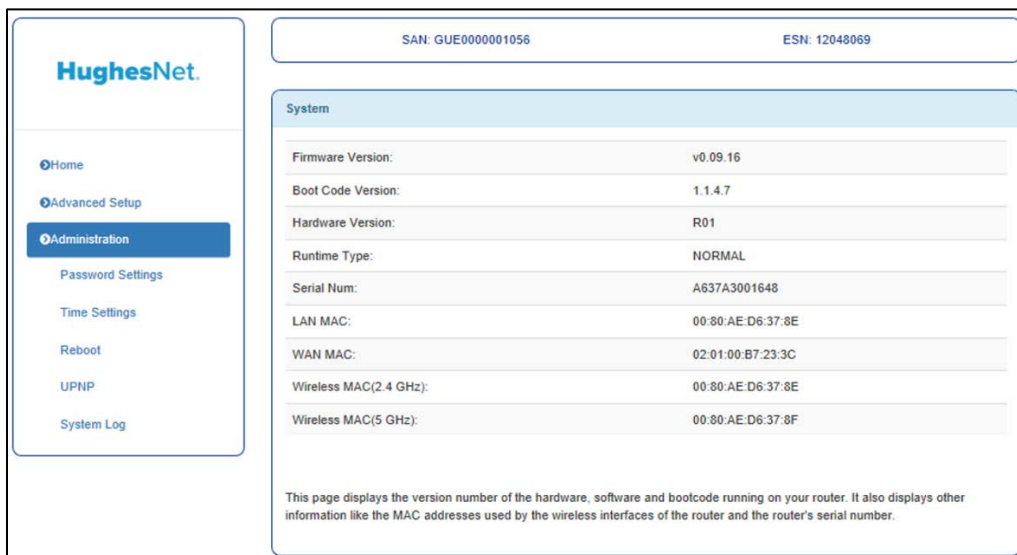 HughesNet.
Home
Advanced Setup
Administration
Password Settings
Time Settings
Reboot
UPNP
System Log
SAN: GUE0000001056 ESN: 12048069
System
Firmware Version: v0.09.16
Boot Code Version: 1.1.4.7
Hardware Version: R01
Runtime Type: NORMAL
Serial Num: A637A3001648
LAN MAC: 00:80:AE:D6:37:8E
WAN MAC: 02:01:00:B7:23:3C
Wireless MAC(2.4 GHz): 00:80:AE:D6:37:8E
Wireless MAC(5 GHz): 00:80:AE:D6:37:8F
This page displays the version number of the hardware, software and bootcode running on your router. It also displays other
information like the MAC addresses used by the wireless interfaces of the router and the router's serial number.